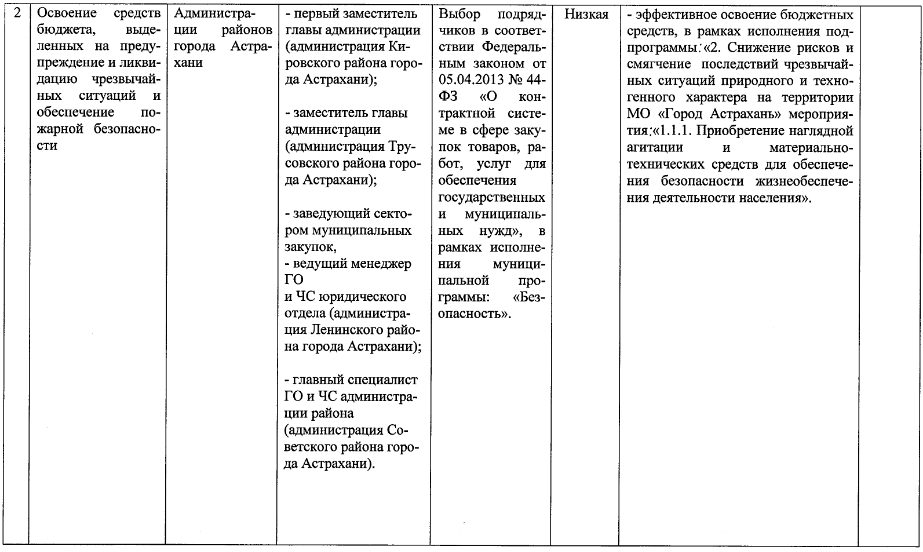 2
Освоение средств
бюджета, выде-
ленных на преду-
преждение и ликви-
дацию чрезвычай-
ных ситуаций и
обеспечение по-
жарной безопасно-
сти
Администра-
ции районов
города Астра-
хани
- первый заместитель
главы администрации
(администрация Ки-
ровского района горо-
да Астрахани);
- заместитель главы
администрации
(администрация Тру-
совского района горо-
да Астрахани);
- заведующий секто-
ром муниципальных
закупок,
- ведущий менеджер
ГО
и ЧС юридического
отдела (администра-
ция Ленинского райо-
на города Астрахани);
- главный специалист
ГО и ЧС администра-
ции района
(администрация Со-
ветского района горо-
да Астрахани).
Выбор подряд-
чиков в соответ-
ствии Федераль-
ным законом от
05.04.2013 № 44-
ФЗ «О кон-
трактной систе-
ме в сфере заку-
пок товаров, ра-
бот, услуг для
обеспечения
государственных
и муниципаль-
ных нужд», в
рамках исполне-
ния муници-
пальной про-
граммы: «Без-
опасность».
Низкая
- эффективное освоение бюджетных
средств, в рамках исполнения под-
программы:«2. Снижение рисков и
смягчение последствий чрезвычай-
ных ситуаций природного и техно-
генного характера на территории
МО «Город Астрахань» мероприя-
тия:«1.1.1. Приобретение наглядной
агитации и материально-
технических средств для обеспече-
ния безопасности жизнеобеспече-
ния деятельности населения».